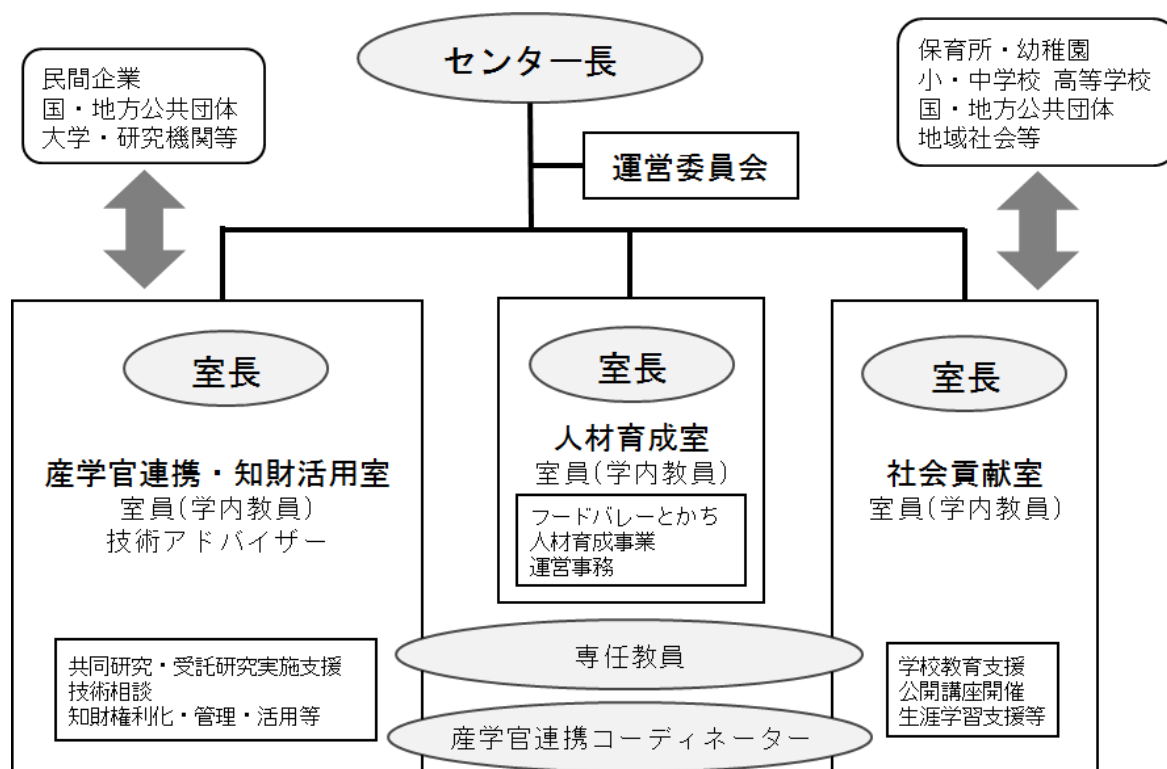 センター長
民間企業
国・地方公共団体
大学・研究機関等
保育所・幼稚園
小・中学校 高等学校
国・地方公共団体
地域社会等
運営委員会
室長
産学官連携・知財活用室
室員(学内教員)
技術アドバイザー
共同研究・受託研究実施支援
技術相談
知財権利化・管理・活用等
室長
人材育成室
室員(学内教員)
フードバレーとかち
人材育成事業
運営事務
室長
社会貢献室
室員(学内教員)
学校教育支援
公開講座開催
生涯学習支援等
専任教員
産学官連携コーディネーター